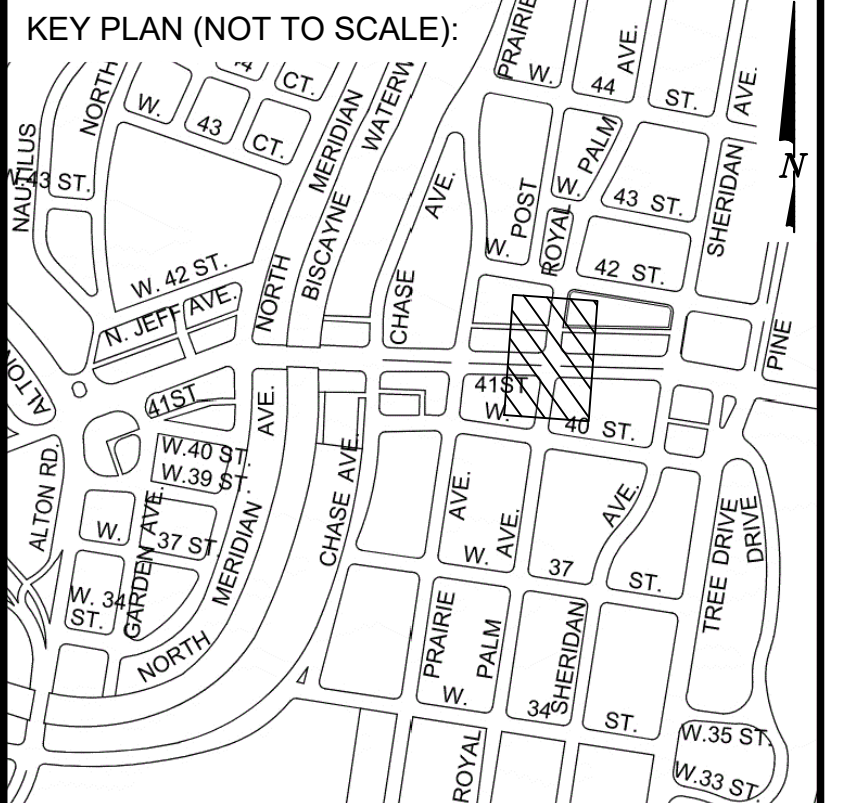 KEY PLAN (NOT TO SCALE):
PRAIRIE
AVE.
W.
44
ST.
AVE.
NORTH
CT.
W.
43
CT.
MERIDIAN
WATERW
N
NAUTILUS
W.43 ST.
PALM
W.
SHERIDAN
AVE.
POST
43 ST.
W.
ROYAL
42 ST.
W. 42 ST.
BISCAYNE
NORTH
CHASE
N. JEFF AVE.
PINE
ALTON
41ST
W.
41ST
AVE.
40 ST.
W.40 ST.
W.39 ST.
ALTON RD.
CHASE AVE.
AVE.
AVE.
AVE.
W.
GARDEN AVE.
37 ST.
MERIDIAN
W.
37
ST.
TREE DRIVE
DRIVE
W. 34
ST.
NORTH
PRAIRIE
PALM
SHERIDAN
W.
34
ST.
ROYAL
W.35 ST.
W.33 ST.